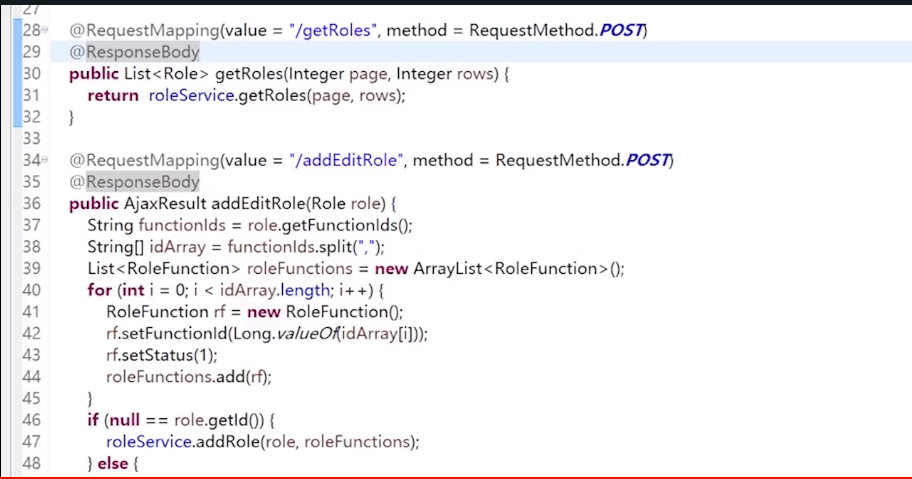 27
28 @RequestMapping(value = "/getRoles", method = RequestMethod.POST)
29 @ResponseBody
30 public List<Role> getRoles(Integer page, Integer rows) {
31 return roleService.getRoles(page, rows);
32 }
33
34 @RequestMapping(value = "/addEditRole", method = RequestMethod.POST)
35 @ResponseBody
36 public AjaxResult addEditRole(Role role) {
37 String functionIds = role.getFunctionIds();
38 String[] idArray = functionIds.split(",");
39 List<RoleFunction> roleFunctions = new ArrayList<RoleFunction>();
40 for (int i = 0; i < idArray.length; i++) {
41 RoleFunction rf = new RoleFunction();
42 rf.setFunctionId(Long.valueOf(idArray[i]));
43 rf.setStatus(1);
44 roleFunctions.add(rf);
45 }
46 if (null == role.getId()) {
47 roleService.addRole(role, roleFunctions);
48 } else {